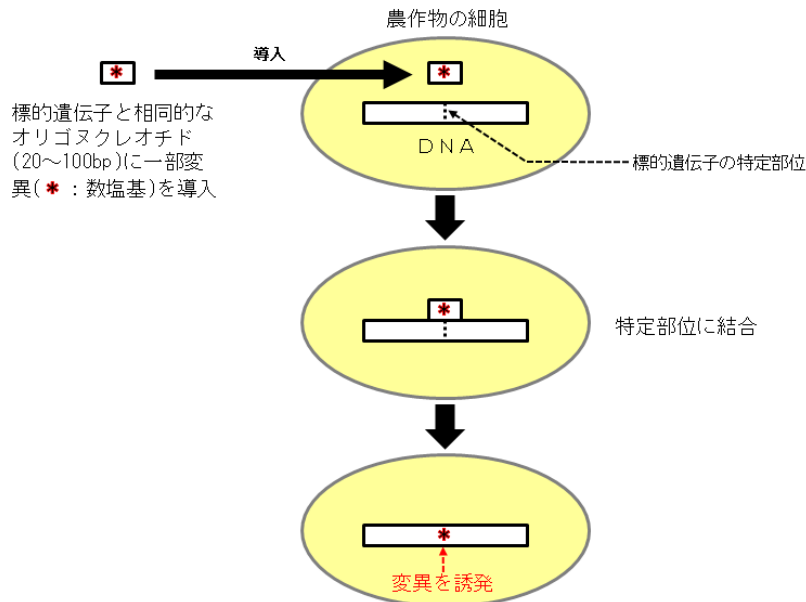 農作物の細胞
導入
*
*
標的遺伝子と相同的な
オリゴヌクレオチド
(20～100bp)に一部変
異(* : 数塩基)を導入
DNA
標的遺伝子の特定部位
*
特定部位に結合
*
変異を誘発